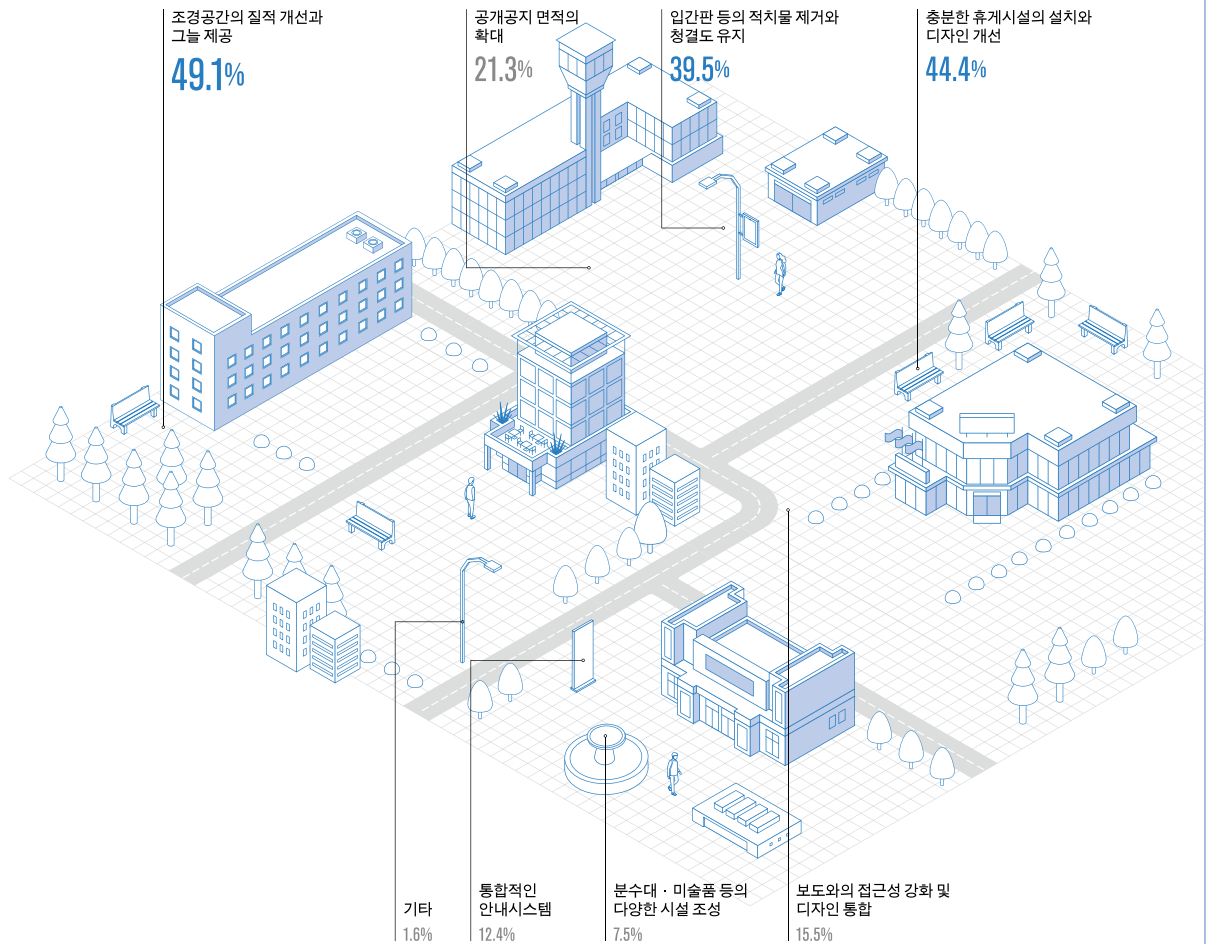 조경공간의 질적 개선과
그늘 제공
49.1%
공개공지 면적의
확대
21.3%
입간판 등의 적치물 제거와
청결도 유지
39.5%
충분한 휴게시설의 설치와
디자인 개선
44.4%
기타
1.6%
통합적인
안내시스템
12.4%
분수대 · 미술품 등의
다양한 시설 조성
7.5%
보도와의 접근성 강화 및
디자인 통합
15.5%